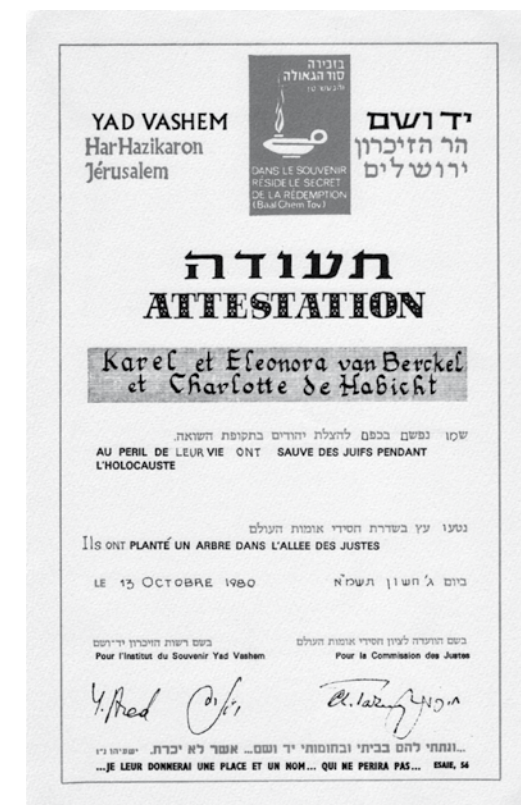 YAD VASHEM
Har Hazikaron
Jérusalem
בזכירה
סוד הגאולה
DANS LE SOUVENIR
RÉSIDE LE SECRET
DE LA RÉDEMPTION
(Baal Chem Tov)
יד ושם
הר הזיכרון
ירושלים
תעודה
ATTESTATION
Karel et Eleonora van Berckel
et Charlotte de Habicht
שמו נפשם בכפם להצלת יהודים בתקופת השואה.
AU PERIL DE LEUR VIE ONT SAUVE DES JUIFS PENDANT
L'HOLOCAUSTE
נטעו עץ בשדרת חסידי אומות העולם
Ils ONT PLANTÉ UN ARBRE DANS L'ALLEE DES JUSTES
LE 13 OCTOBRE 1980
ביום ג' חשון תשמ"א
בשם רשות הזיכרון יד־ושם
Pour l'Institut du Souvenir Yad Vashem
בשם הוועדה לציון חסידי אומות העולם
Pour la Commission des Justes
Y. Arad
...ונתתי להם בביתי ובחומותי יד ושם... אשר לא יכרת. ישעיהו נ"ו
...JE LEUR DONNERAI UNE PLACE ET UN NOM... QUI NE PERIRA PAS... ESAIE, 56